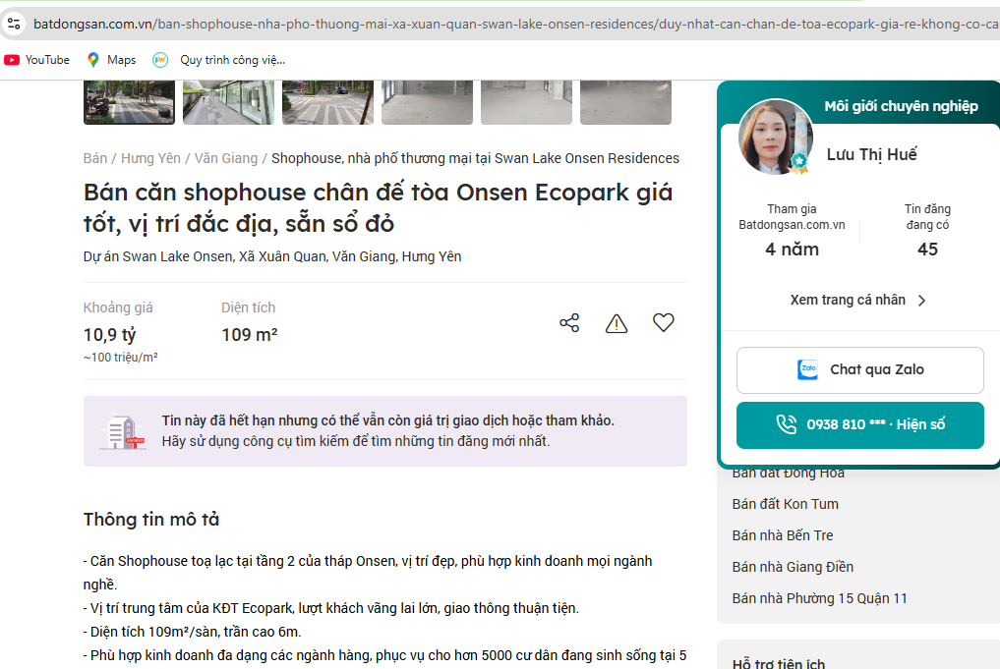 batdongsan.com.vn/ban-shophouse-nha-pho-thuong-mai-xa-xuan-quan-swan-lake-onsen-residences/duy-nhat-can-chan-de-toa-ecopark-gia-re-khong-co-ca
YouTube
Maps
Quy trình công việ...
Bán / Hưng Yên / Văn Giang / Shophouse, nhà phố thương mại tại Swan Lake Onsen Residences
Bán căn shophouse chân đế tòa Onsen Ecopark giá
tốt, vị trí đắc địa, sẵn sổ đỏ
Dự án Swan Lake Onsen, Xã Xuân Quan, Văn Giang, Hưng Yên
Khoảng giá
Diện tích
10,9 tỷ
109 m²
~100 triệu/m²
Tin này đã hết hạn nhưng có thể vẫn còn giá trị giao dịch hoặc tham khảo.
Hãy sử dụng công cụ tìm kiếm để tìm những tin đăng mới nhất.
Thông tin mô tả
- Căn Shophouse toạ lạc tại tầng 2 của tháp Onsen, vị trí đẹp, phù hợp kinh doanh mọi ngành
nghề.
- Vị trí trung tâm của KĐT Ecopark, lượt khách vãng lai lớn, giao thông thuận tiện.
- Diện tích 109m²/sàn, trần cao 6m.
- Phù hợp kinh doanh đa dạng các ngành hàng, phục vụ cho hơn 5000 cư dân đang sinh sống tại 5
Môi giới chuyên nghiệp
Lưu Thị Huế
Tham gia
Batdongsan.com.vn
4 năm
Tin đăng
đang có
45
Xem trang cá nhân
Zalo
Chat qua Zalo
0938 810 *** · Hiện số
Bán đất Đông Hòa
Bán đất Kon Tum
Bán nhà Bến Tre
Bán nhà Giang Điền
Bán nhà Phường 15 Quận 11
Hỗ trợ tiện ích